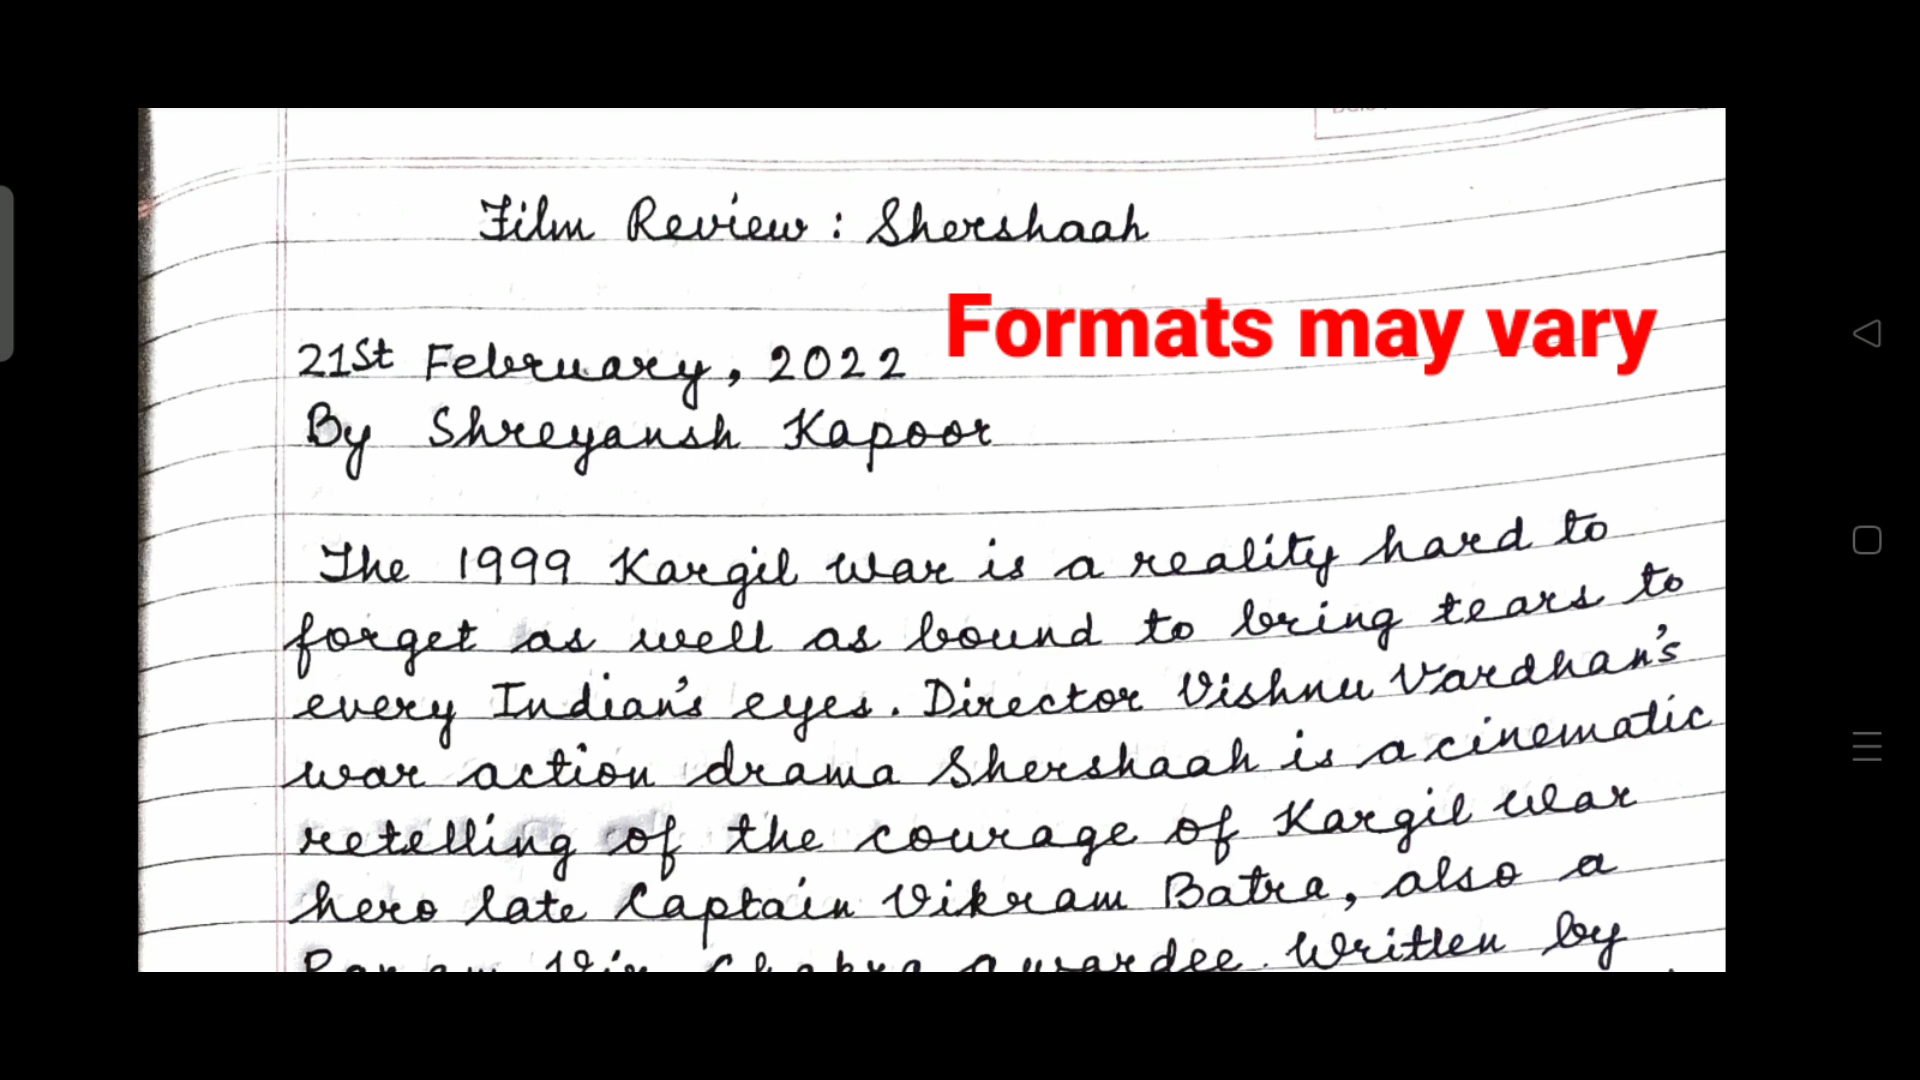 Film Review : Shershaah
Formats may vary
21st February, 2022
By Shreyansh Kapoor
The 1999 Kargil War is a reality hard to
forget as well as bound to bring tears to
every Indian's eyes. Director Vishnu Vardhan's
war action drama Shershaah is a cinematic
retelling of the courage of Kargil War
hero late Captain Vikram Batra, also a
Param Vir Chakra awardee. Written by